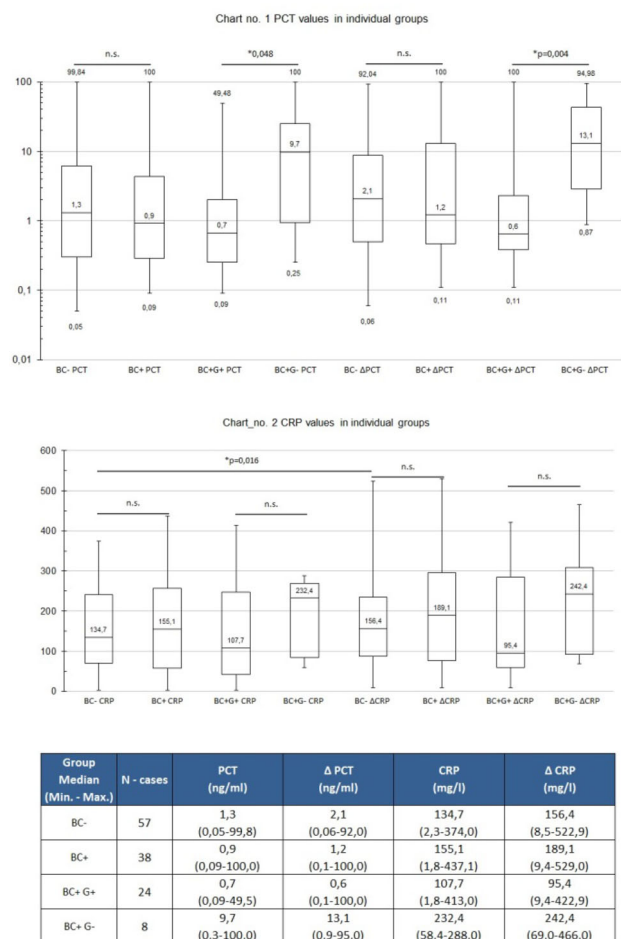 Chart no. 1 PCT values in individual groups
n.s. *0,048 n.s. *p=0,004
99,84 100 100 92,04 100 100 94,98
100
49,48
10
9,7 13,1
1,3 0,9 0,7 2,1 1,2 0,6
1
0,87
0,25
0,1
0,09 0,09 0,11 0,11
0,05 0,06
0,01
BC- PCT BC+ PCT BC+G+ PCT BC+G- PCT BC- ΔPCT BC+ ΔPCT BC+G+ ΔPCT BC+G- ΔPCT
Chart_no. 2 CRP values in individual groups
600
*p=0,016
n.s. n.s.
500
n.s. n.s.
400
300
232,4 242,4
200
134,7 155,1 107,7 156,4 189,1 95,4
100
0
BC- CRP BC+ CRP BC+G+ CRP BC+G- CRP BC- ΔCRP BC+ ΔCRP BC+G+ ΔCRP BC+G- ΔCRP
Group Median (Min. - Max.) N - cases PCT (ng/ml) Δ PCT (ng/ml) CRP (mg/l) Δ CRP (mg/l)
BC- 57 1,3 (0,05-99,8) 2,1 (0,06-92,0) 134,7 (2,3-374,0) 156,4 (8,5-522,9)
BC+ 38 0,9 (0,09-100,0) 1,2 (0,1-100,0) 155,1 (1,8-437,1) 189,1 (9,4-529,0)
BC+ G+ 24 0,7 (0,09-49,5) 0,6 (0,1-100,0) 107,7 (1,8-413,0) 95,4 (9,4-422,9)
BC+ G- 8 9,7 (0,3-100,0) 13,1 (0,9-95,0) 232,4 (58,4-288,0) 242,4 (69,0-466,0)